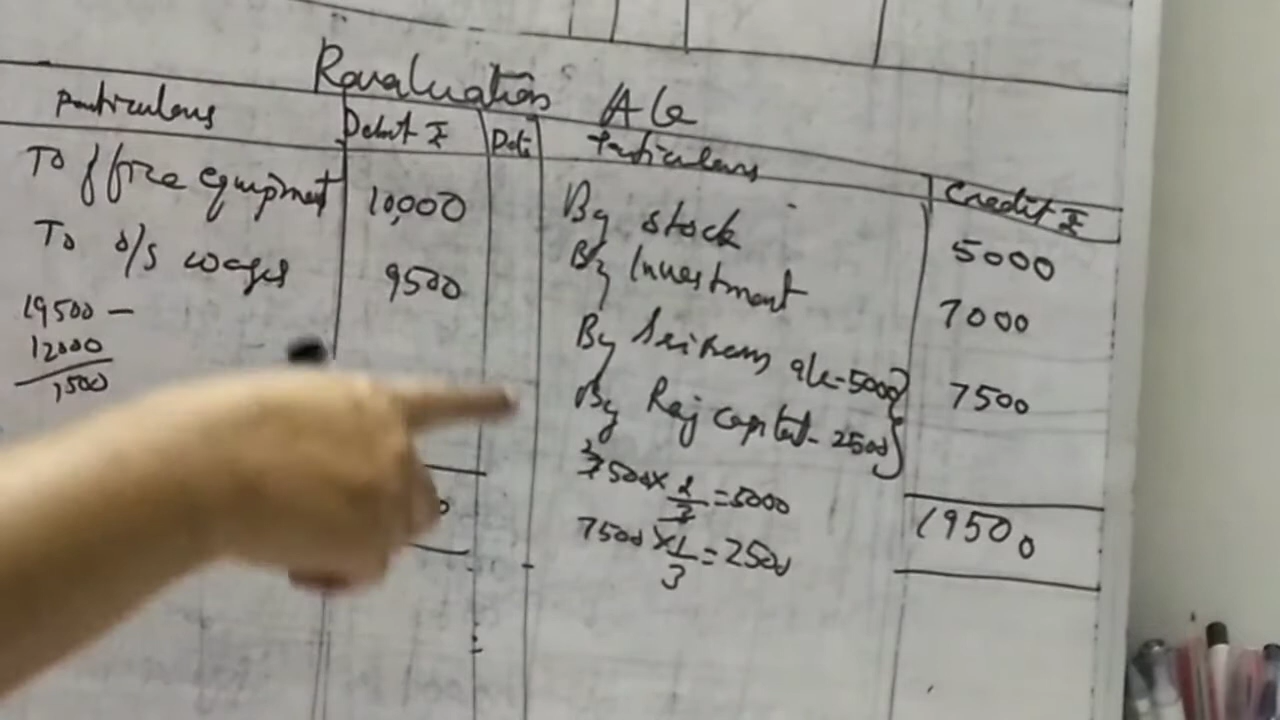 Revaluation A/c
Particulars Debit ₹ Date Particulars Credit ₹
To office equipment 10,000 By stock 5000
To o/s wages 9500 By Investment 7000
By Sriram a/c - 5000 7500
By Raj capital - 2500
19500 -
12000
7500
7500 × 2/3 = 5000
7500 × 1/3 = 2500
19500